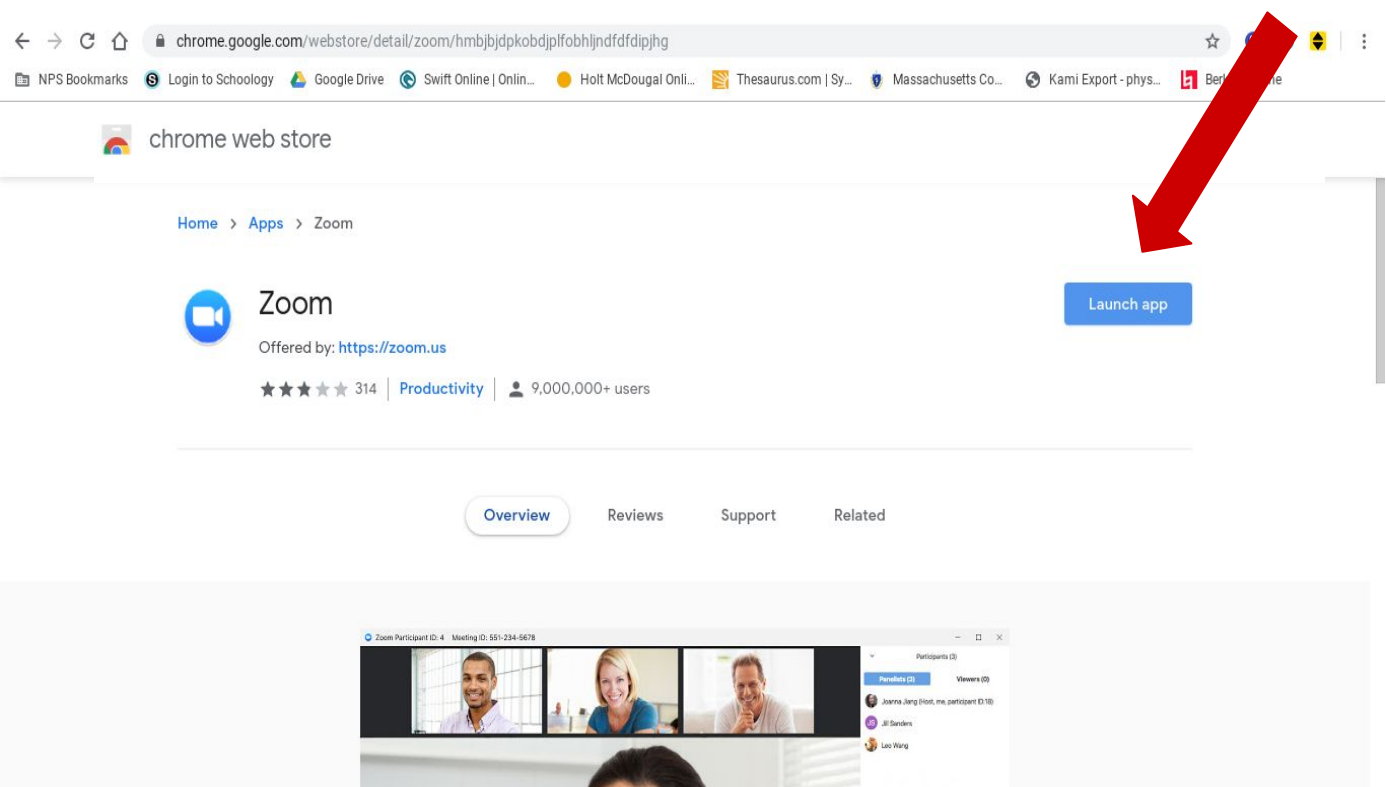 chrome.google.com/webstore/detail/zoom/hmbjbjdpkobdjplfobhljndfdfdipjhg
NPS Bookmarks Login to Schoology Google Drive Swift Online | Onlin... Holt McDougal Onli... Thesaurus.com | Sy... Massachusetts Co... Kami Export - phys...
chrome web store
Home > Apps > Zoom
Zoom
Launch app
Offered by: https://zoom.us
314 Productivity 9,000,000+ users
Overview Reviews Support Related
Zoom Participant ID: 4 Meeting ID: 551-234-5678
Participants (3)
Panelists (3) Viewers (0)
Joanna Jiang (Host, me, participant ID:18)
JS Jill Sanders
Leo Wang